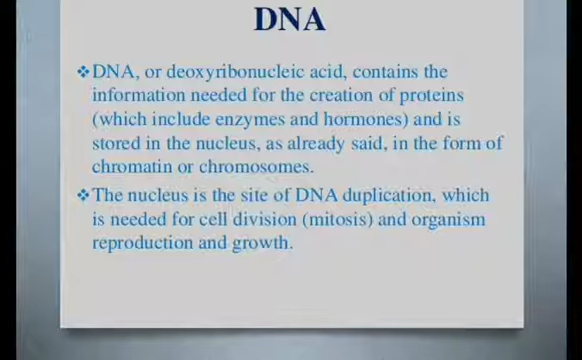 DNA
❖DNA, or deoxyribonucleic acid, contains the
information needed for the creation of proteins
(which include enzymes and hormones) and is
stored in the nucleus, as already said, in the form of
chromatin or chromosomes.
❖The nucleus is the site of DNA duplication, which
is needed for cell division (mitosis) and organism
reproduction and growth.